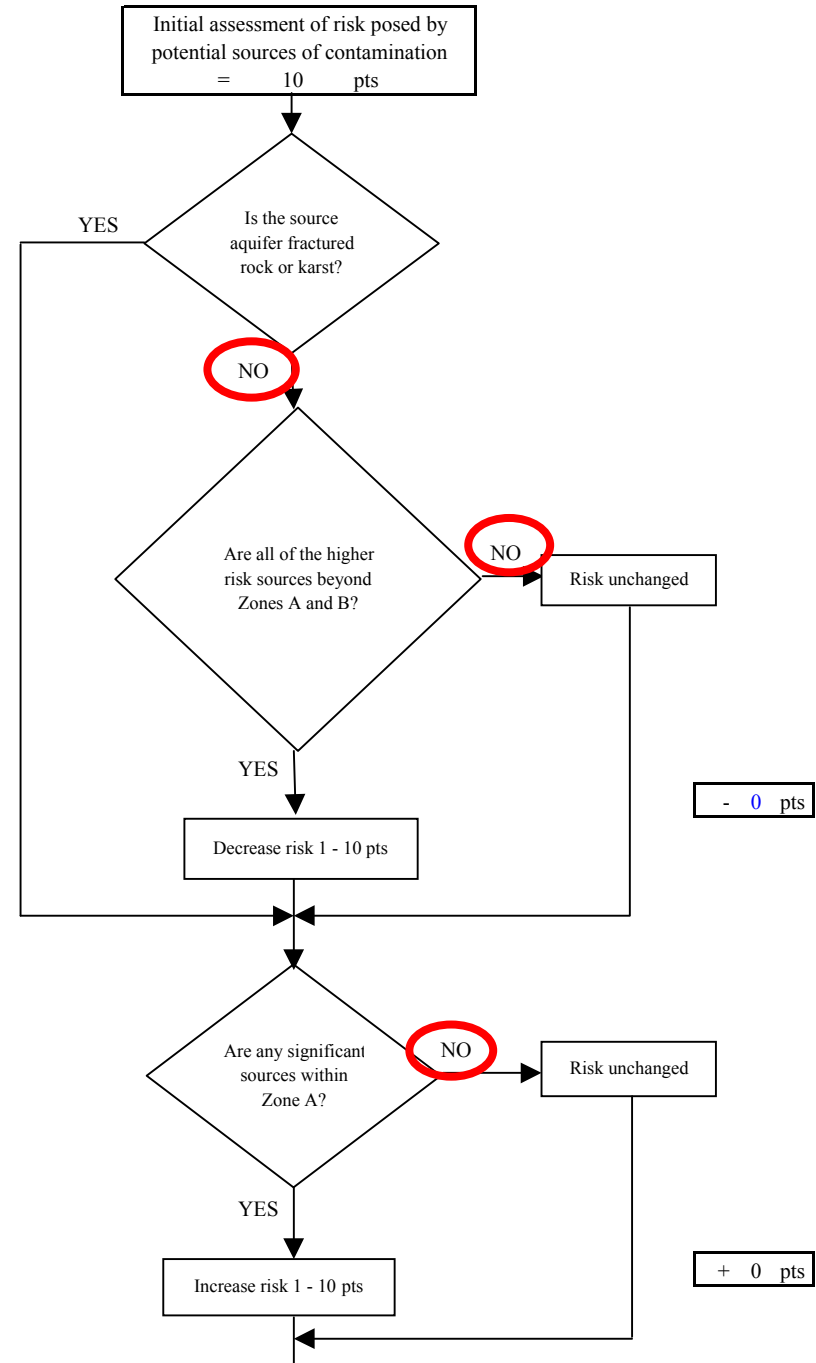 Initial assessment of risk posed by
potential sources of contamination
= 10 pts
YES
Is the source
aquifer fractured
rock or karst?
NO
Are all of the higher
risk sources beyond
Zones A and B?
NO
Risk unchanged
YES
- 0 pts
Decrease risk 1 - 10 pts
Are any significant
sources within
Zone A?
NO
Risk unchanged
YES
+ 0 pts
Increase risk 1 - 10 pts